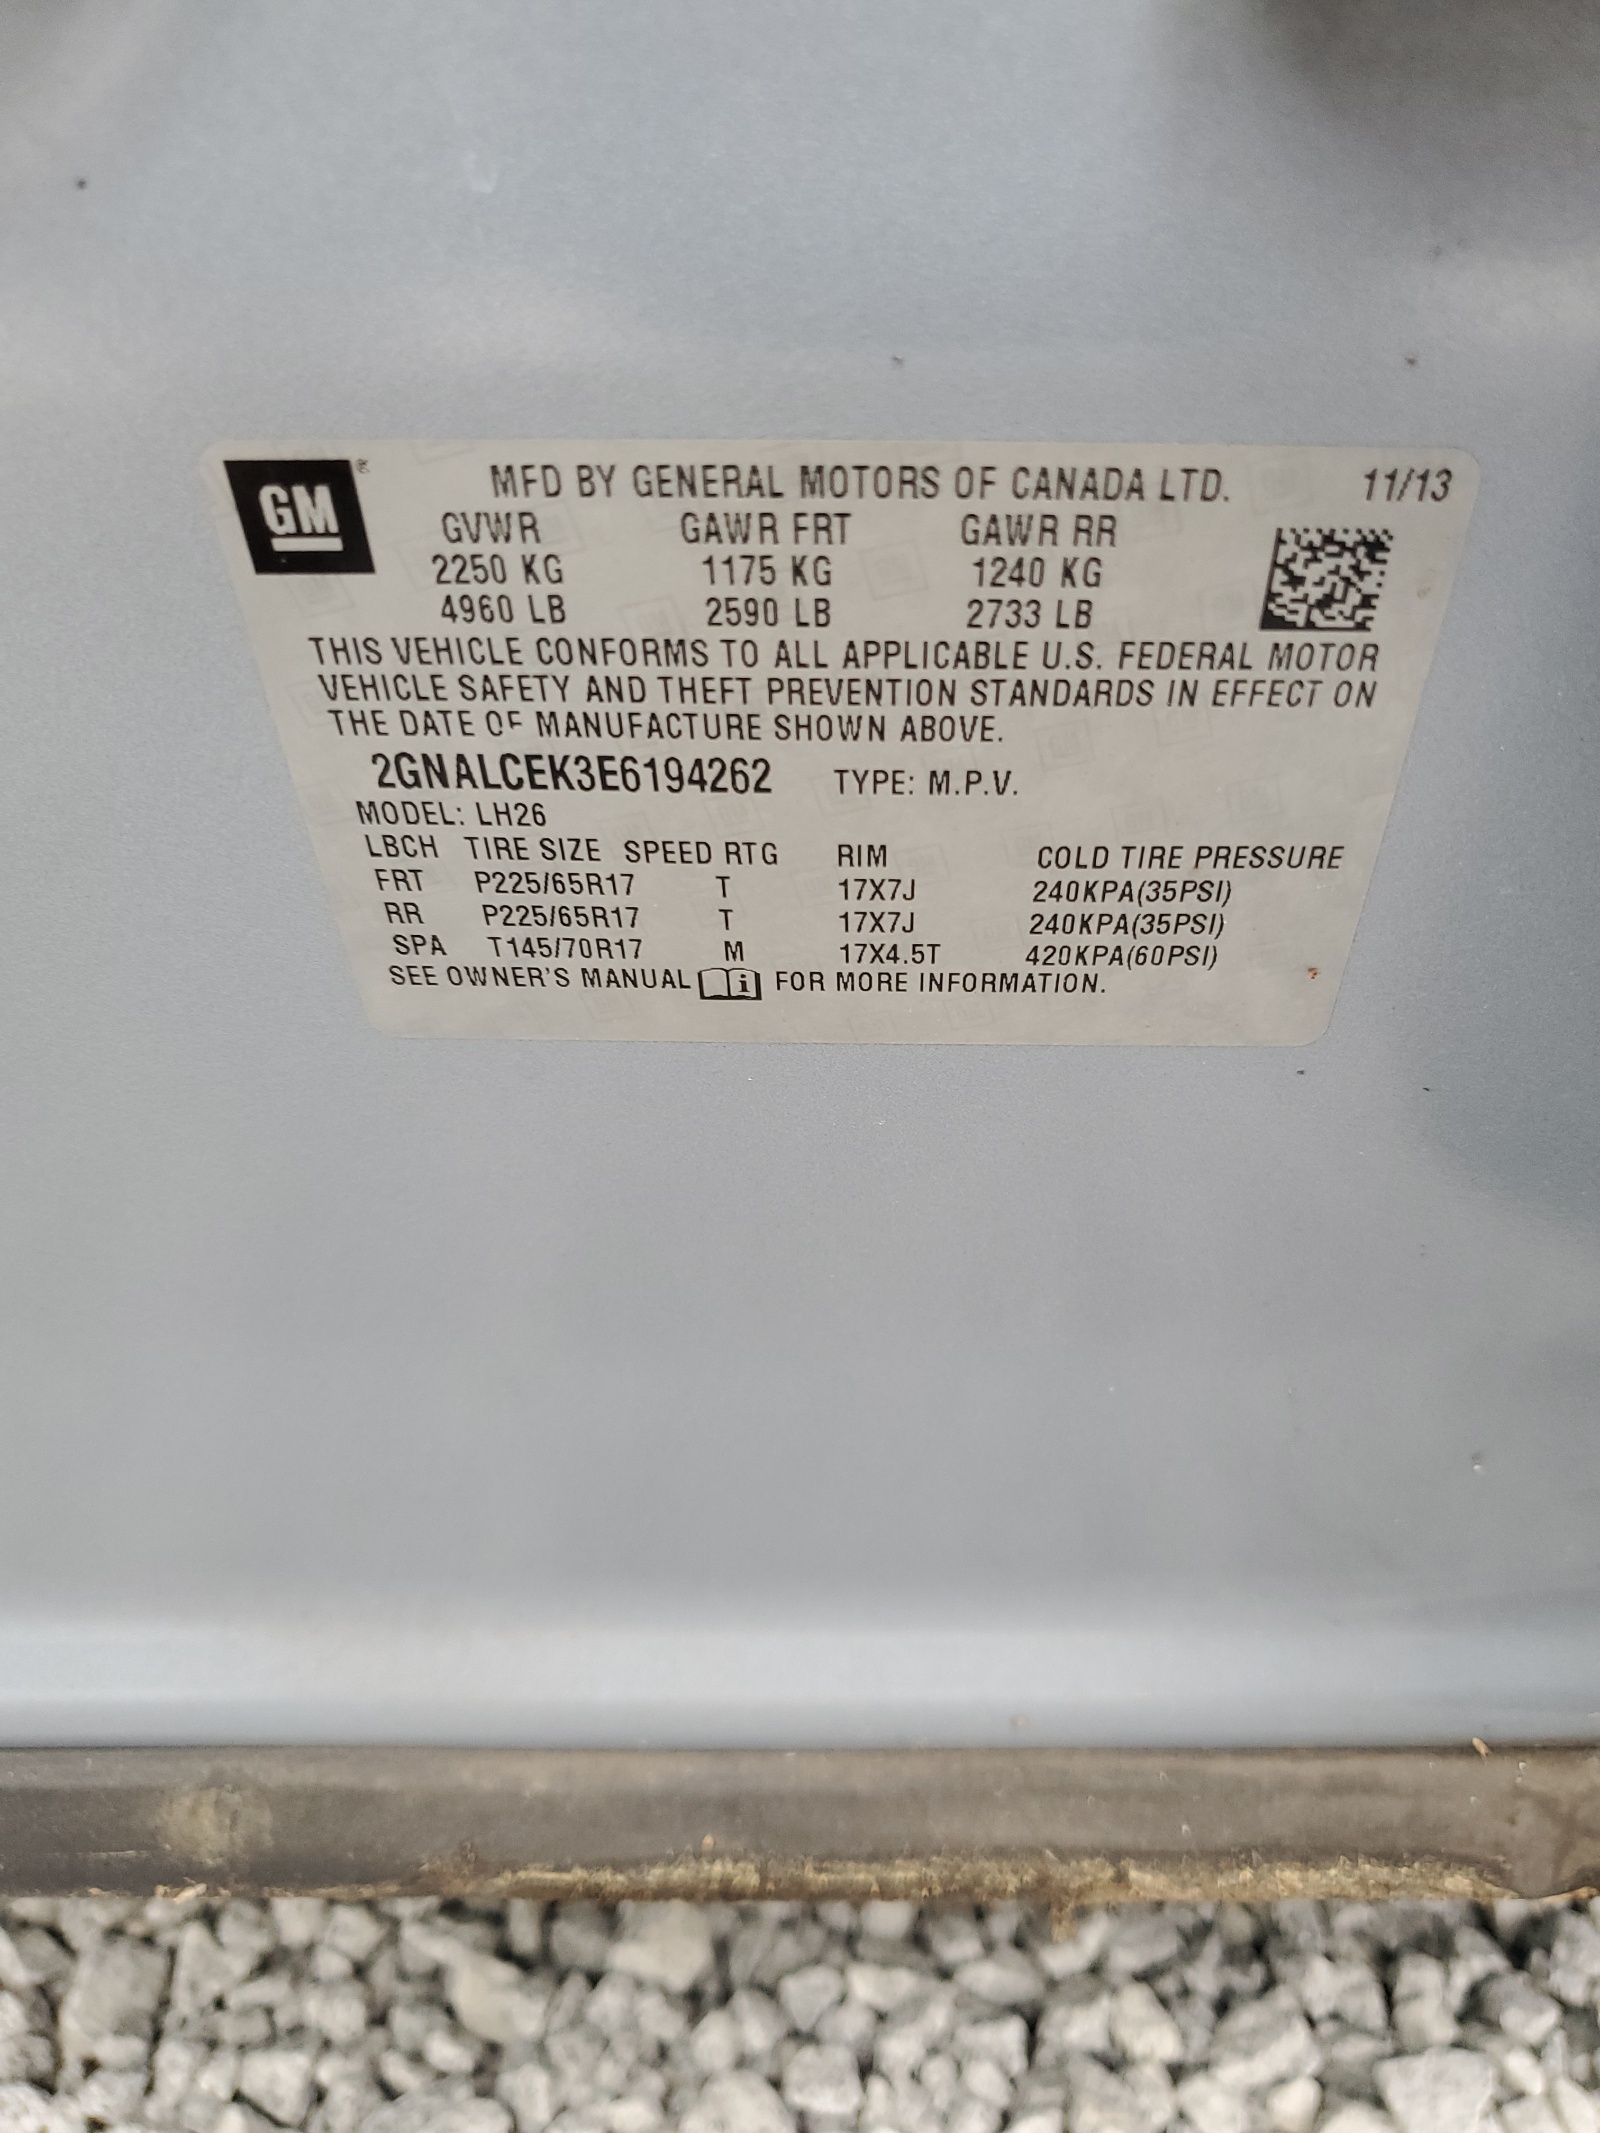 GM ® MFD BY GENERAL MOTORS OF CANADA LTD. 11/13
GVWR GAWR FRT GAWR RR
2250 KG 1175 KG 1240 KG
4960 LB 2590 LB 2733 LB
THIS VEHICLE CONFORMS TO ALL APPLICABLE U.S. FEDERAL MOTOR
VEHICLE SAFETY AND THEFT PREVENTION STANDARDS IN EFFECT ON
THE DATE OF MANUFACTURE SHOWN ABOVE.
2GNALCEK3E6194262 TYPE: M.P.V.
MODEL: LH26
LBCH TIRE SIZE SPEED RTG RIM COLD TIRE PRESSURE
FRT P225/65R17 T 17X7J 240KPA(35PSI)
RR P225/65R17 T 17X7J 240KPA(35PSI)
SPA T145/70R17 M 17X4.5T 420KPA(60PSI)
SEE OWNER'S MANUAL i FOR MORE INFORMATION.